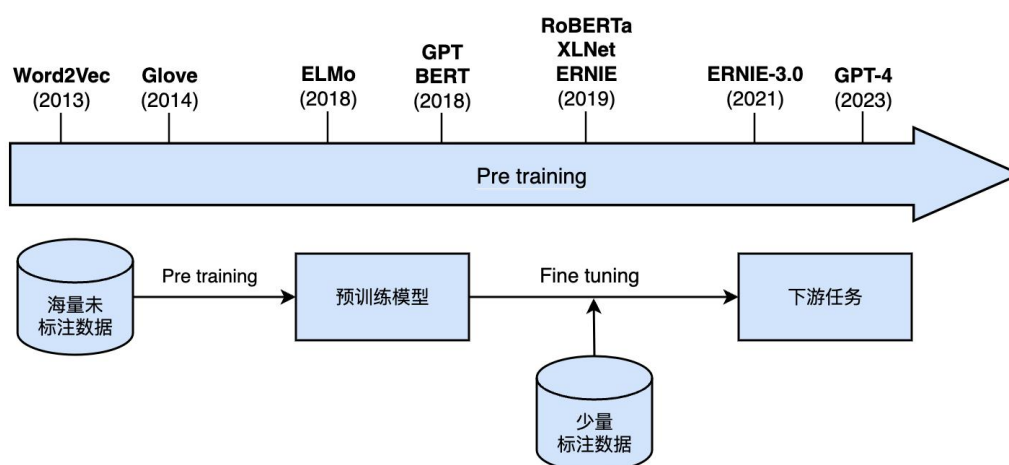 Word2Vec
(2013)
Glove
(2014)
ELMo
(2018)
GPT
BERT
(2018)
RoBERTa
XLNet
ERNIE
(2019)
ERNIE-3.0
(2021)
GPT-4
(2023)
Pre training
海量未
标注数据
Pre training
预训练模型
Fine tuning
下游任务
少量
标注数据